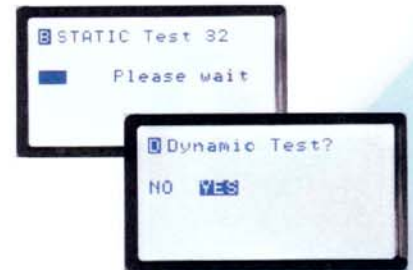 B STATIC Test 32
Please wait
D Dynamic Test?
NO YES